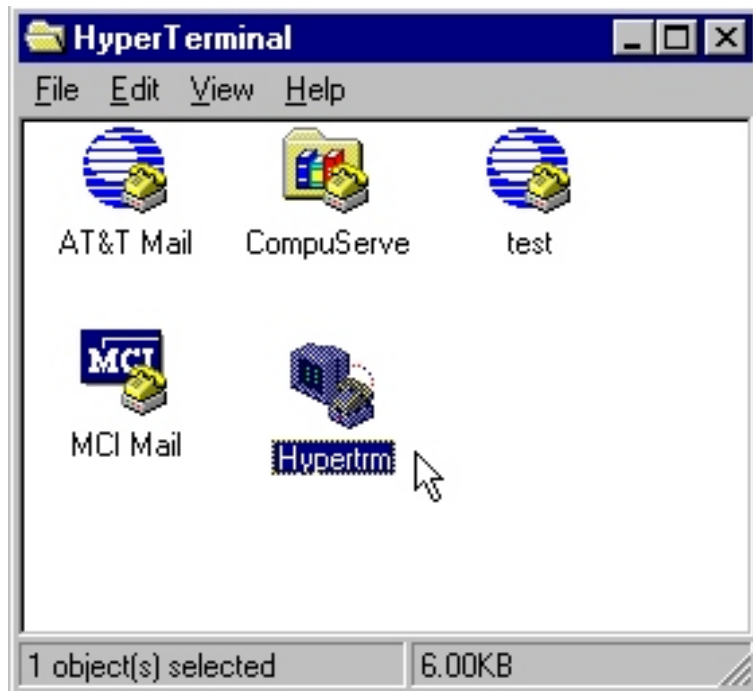 HyperTerminal
File Edit View Help
AT&T Mail CompuServe test
MCI
MCI Mail Hypertrm
1 object(s) selected 6.00KB